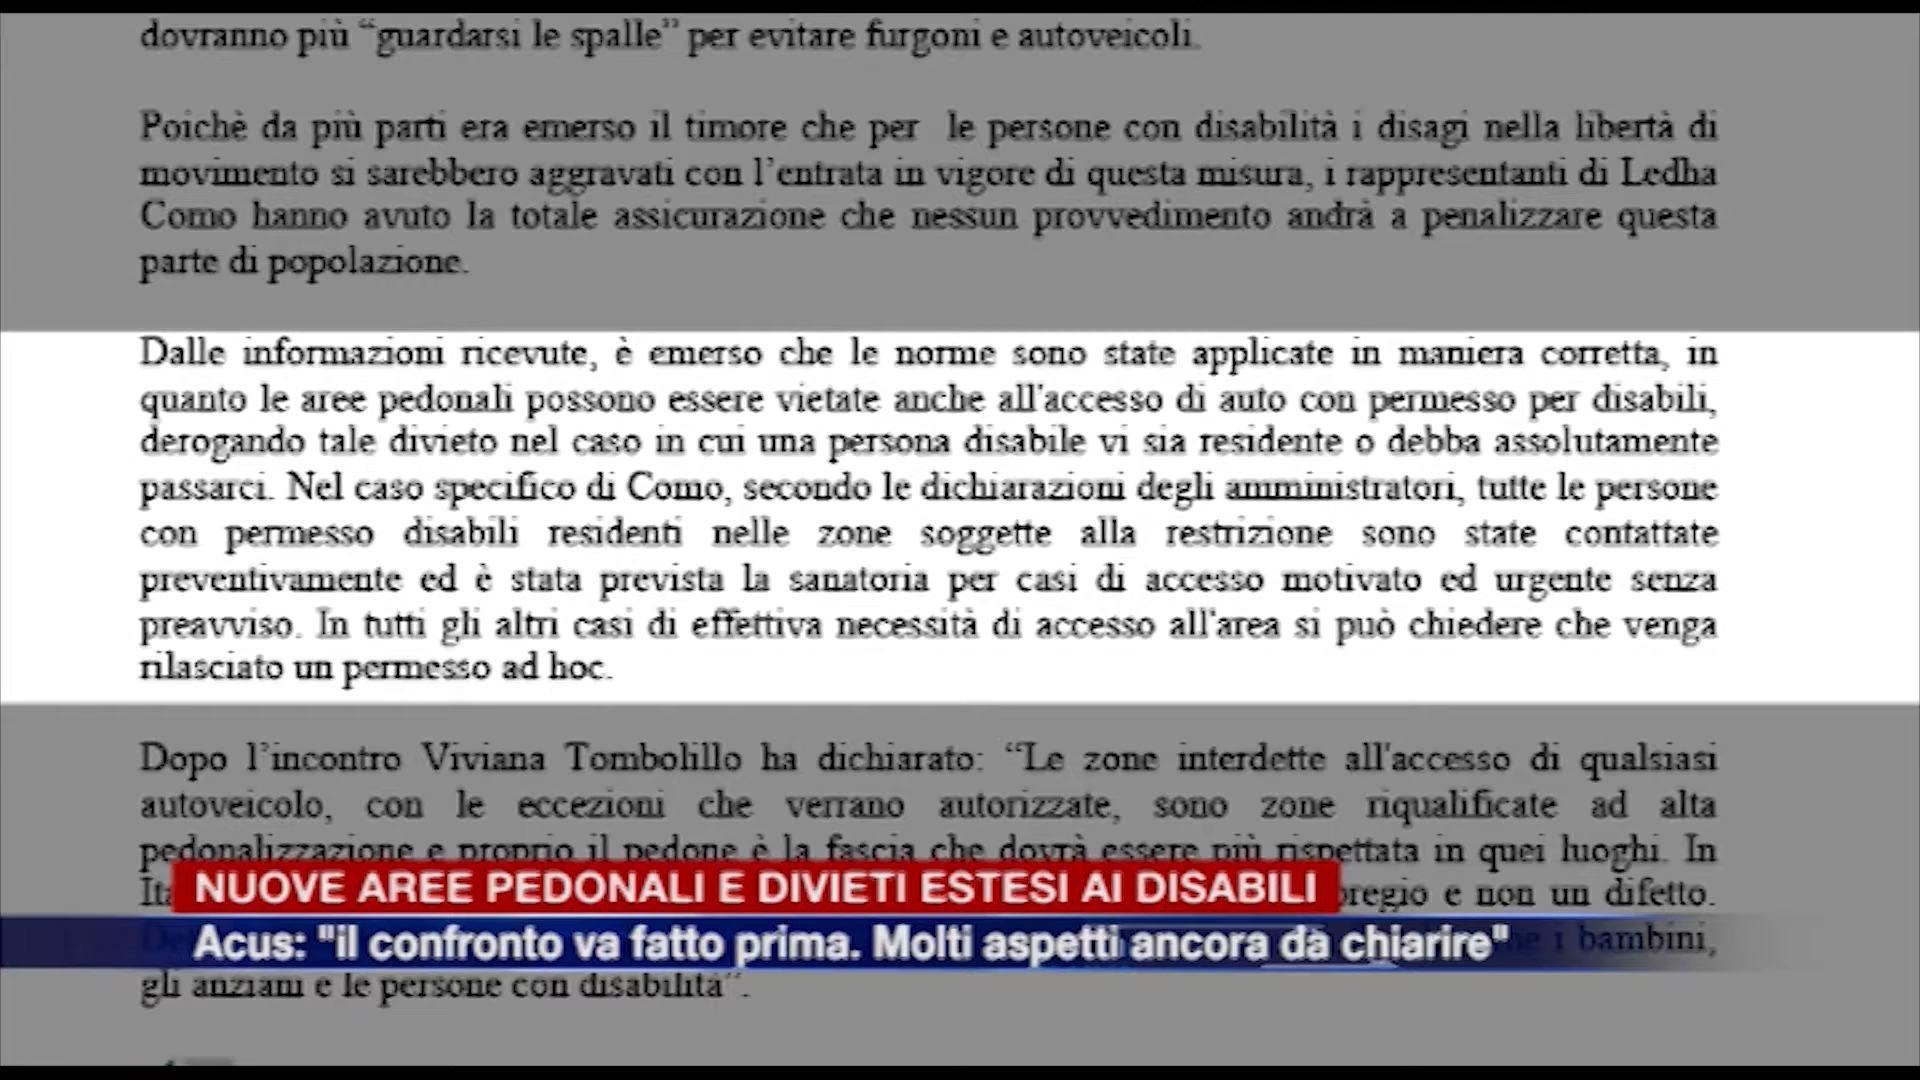 dovranno più “guardarsi le spalle” per evitare furgoni e autoveicoli.
Poichè da più parti era emerso il timore che per le persone con disabilità i disagi nella libertà di
movimento si sarebbero aggravati con l’entrata in vigore di questa misura, i rappresentanti di Ledha
Como hanno avuto la totale assicurazione che nessun provvedimento andrà a penalizzare questa
parte di popolazione.
Dalle informazioni ricevute, è emerso che le norme sono state applicate in maniera corretta, in
quanto le aree pedonali possono essere vietate anche all'accesso di auto con permesso per disabili,
derogando tale divieto nel caso in cui una persona disabile vi sia residente o debba assolutamente
passarci. Nel caso specifico di Como, secondo le dichiarazioni degli amministratori, tutte le persone
con permesso disabili residenti nelle zone soggette alla restrizione sono state contattate
preventivamente ed è stata prevista la sanatoria per casi di accesso motivato ed urgente senza
preavviso. In tutti gli altri casi di effettiva necessità di accesso all'area si può chiedere che venga
rilasciato un permesso ad hoc.
Dopo l’incontro Viviana Tombolillo ha dichiarato: “Le zone interdette all'accesso di qualsiasi
autoveicolo, con le eccezioni che verrano autorizzate, sono zone riqualificate ad alta
pedonalizzazione e proprio il pedone è la fascia che dovrà essere più rispettata in quei luoghi. In
e non un difetto.
NUOVE AREE PEDONALI E DIVIETI ESTESI AI DISABILI
i bambini,
Acus: "il confronto va fatto prima. Molti aspetti ancora da chiarire"
gli anziani e le persone con disabilità“.